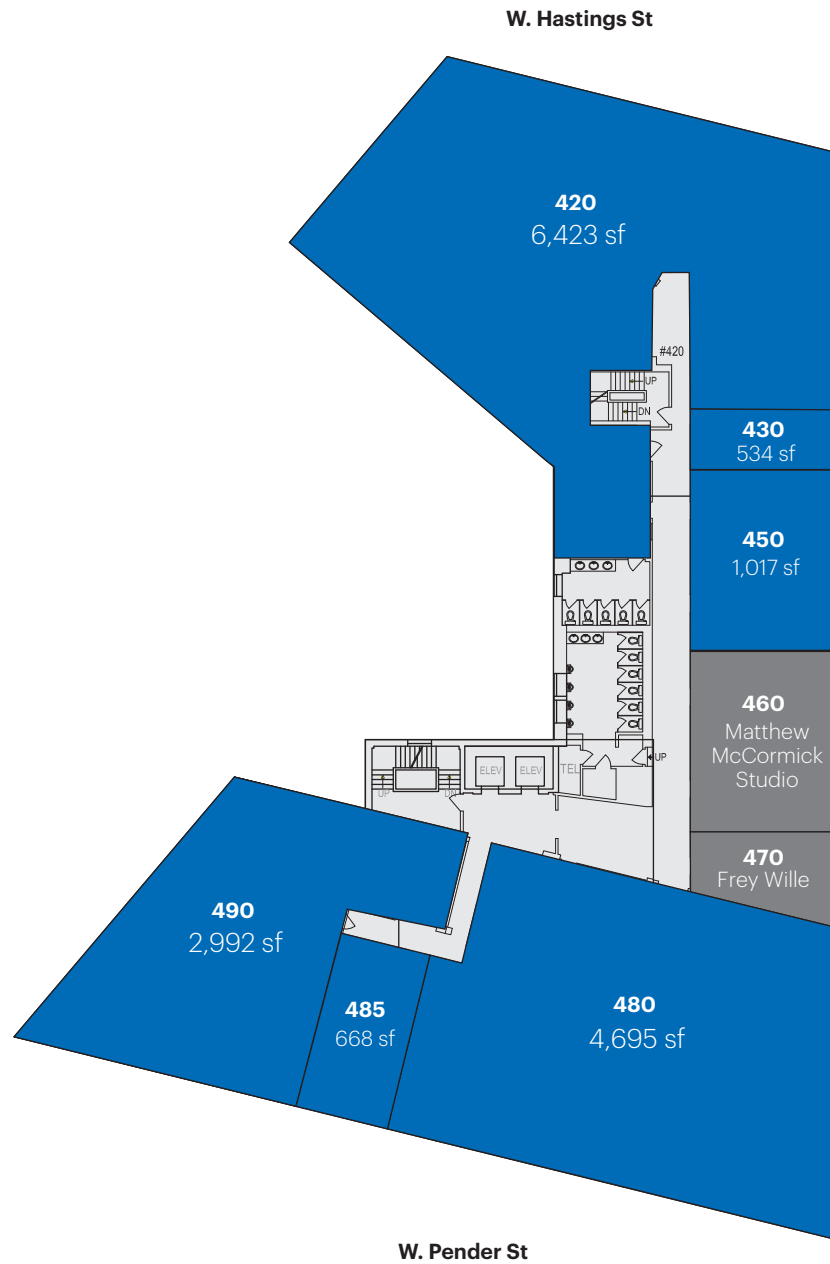 W. Hastings St
420
6,423 sf
#420
UP
DN
430
534 sf
450
1,017 sf
460
Matthew
McCormick
Studio
UP
TEL
ELEV
ELEV
UP
DN
470
Frey Wille
490
2,992 sf
485
668 sf
480
4,695 sf
W. Pender St